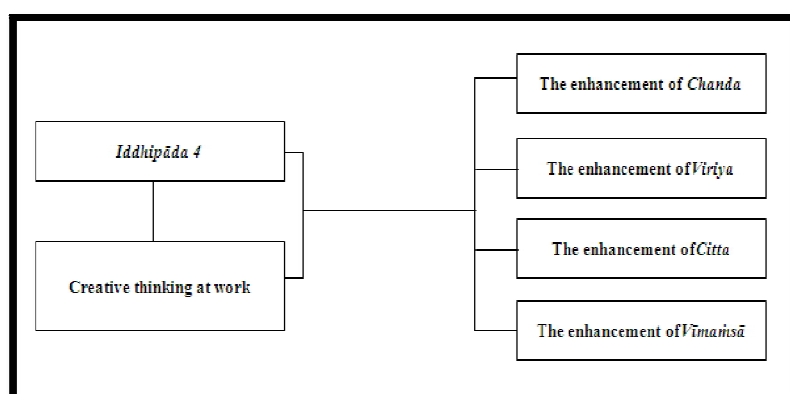 Iddhipāda 4
Creative thinking at work
The enhancement of Chanda
The enhancement of Viriya
The enhancement of Citta
The enhancement of Vīmaṁsā